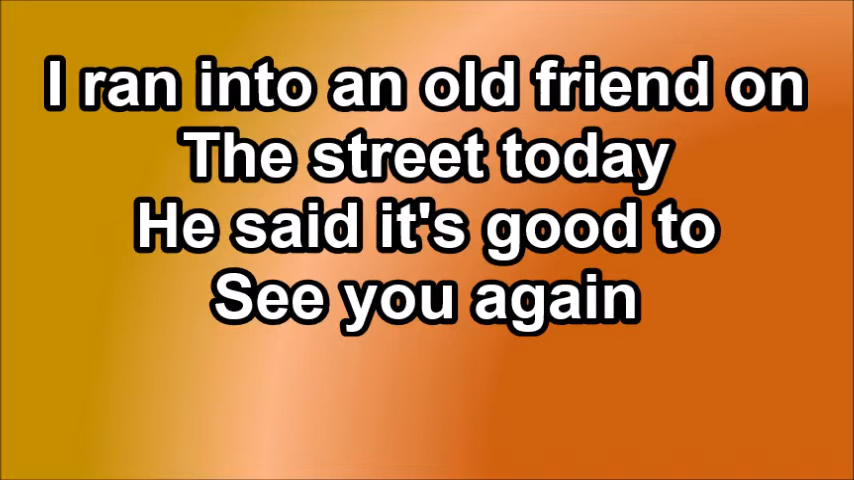 I ran into an old friend on
The street today
He said it's good to
See you again